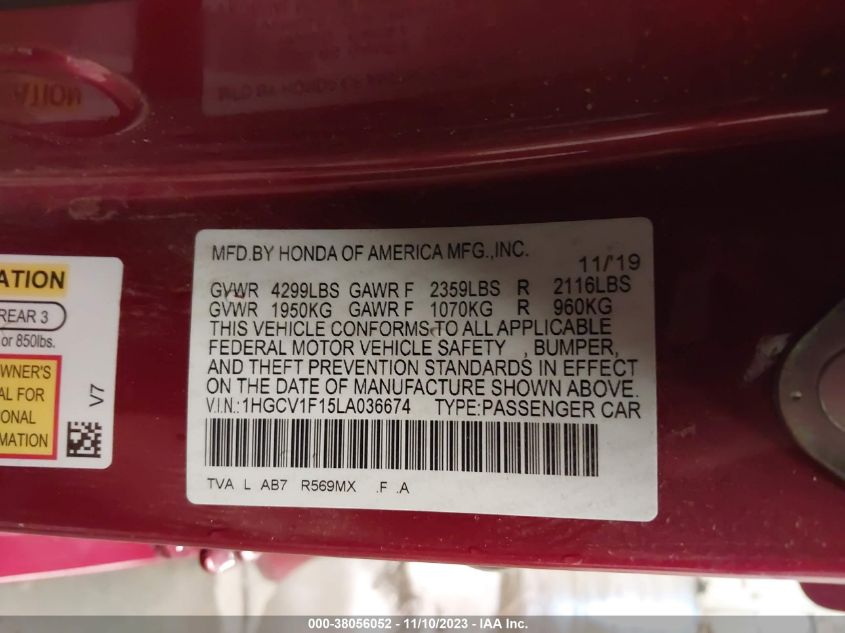 MFD.BY HONDA OF AMERICA MFG.,INC.
11/'19
GVWR 4299LBS GAWR F 2359LBS R 2116LBS
GVWR 1950KG GAWR F 1070KG R 960KG
THIS VEHICLE CONFORMS TO ALL APPLICABLE
FEDERAL MOTOR VEHICLE SAFETY , BUMPER,
AND THEFT PREVENTION STANDARDS IN EFFECT
ON THE DATE OF MANUFACTURE SHOWN ABOVE.
V.I.N.:1HGCV1F15LA036674 TYPE:PASSENGER CAR
TVA L AB7 R569MX .F .A
ATION
REAR 3
or 850lbs.
OWNER'S
AL FOR
IONAL
RMATION
V7
000-38056052 - 11/10/2023 - IAA Inc.